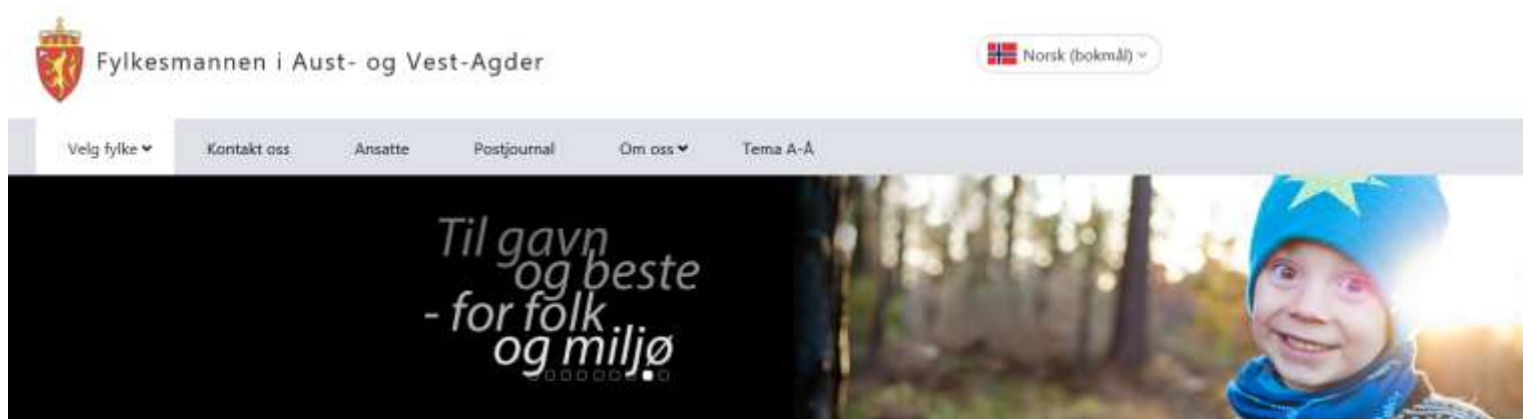 Fylkesmannen i Aust- og Vest-Agder
Norsk (bokmål)
Velg fylke
Kontakt oss
Ansatte
Postjournal
Om oss
Tema A-Å
Til gavn
og beste
- for folk
og miljø